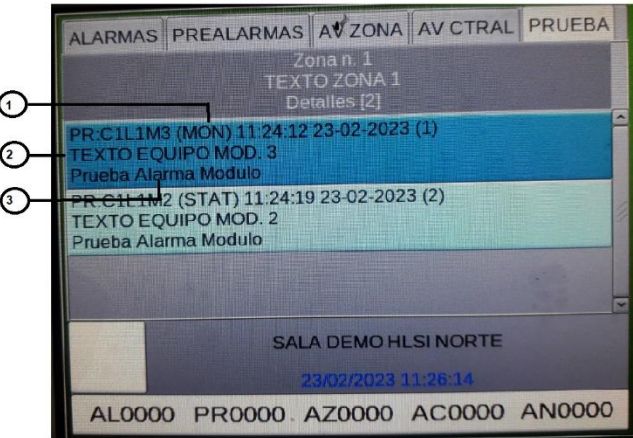 ALARMAS PREALARMAS AV ZONA AV CTRAL PRUEBA
Zona n. 1
TEXTO ZONA 1
Detalles [2]
1
PR:C1L1M3 (MON) 11:24:12 23-02-2023 (1)
2
TEXTO EQUIPO MOD. 3
Prueba Alarma Modulo
3
PR:C1L1M2 (STAT) 11:24:19 23-02-2023 (2)
TEXTO EQUIPO MOD. 2
Prueba Alarma Modulo
SALA DEMO HLSI NORTE
23/02/2023 11:26:14
AL0000 PR0000 AZ0000 AC0000 AN0000